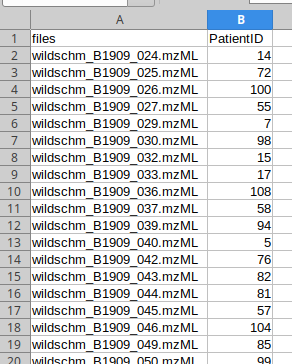 A B
1 files PatientID
2 wildschm_B1909_024.mzML 14
3 wildschm_B1909_025.mzML 72
4 wildschm_B1909_026.mzML 100
5 wildschm_B1909_027.mzML 55
6 wildschm_B1909_029.mzML 7
7 wildschm_B1909_030.mzML 98
8 wildschm_B1909_032.mzML 15
9 wildschm_B1909_033.mzML 17
10 wildschm_B1909_036.mzML 108
11 wildschm_B1909_037.mzML 58
12 wildschm_B1909_039.mzML 94
13 wildschm_B1909_040.mzML 5
14 wildschm_B1909_042.mzML 76
15 wildschm_B1909_043.mzML 82
16 wildschm_B1909_044.mzML 81
17 wildschm_B1909_045.mzML 57
18 wildschm_B1909_046.mzML 104
19 wildschm_B1909_049.mzML 85
20 wildschm_B1909_050.mzML 99